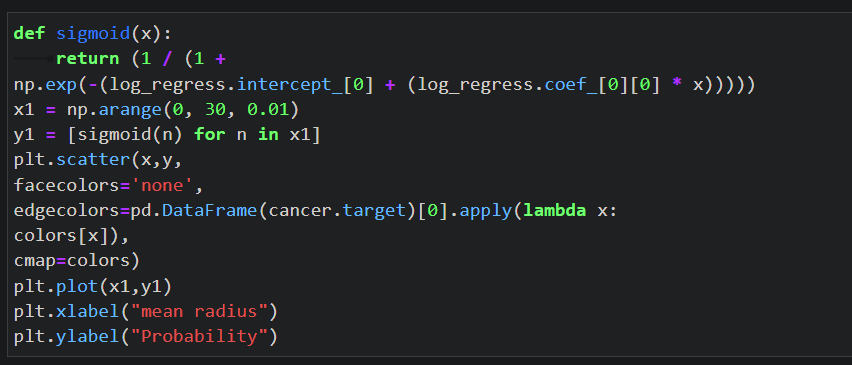 def sigmoid(x):
    return (1 / (1 +
np.exp(-(log_regress.intercept_[0] + (log_regress.coef_[0][0] * x)))))
x1 = np.arange(0, 30, 0.01)
y1 = [sigmoid(n) for n in x1]
plt.scatter(x,y,
facecolors='none',
edgecolors=pd.DataFrame(cancer.target)[0].apply(lambda x:
colors[x]),
cmap=colors)
plt.plot(x1,y1)
plt.xlabel("mean radius")
plt.ylabel("Probability")